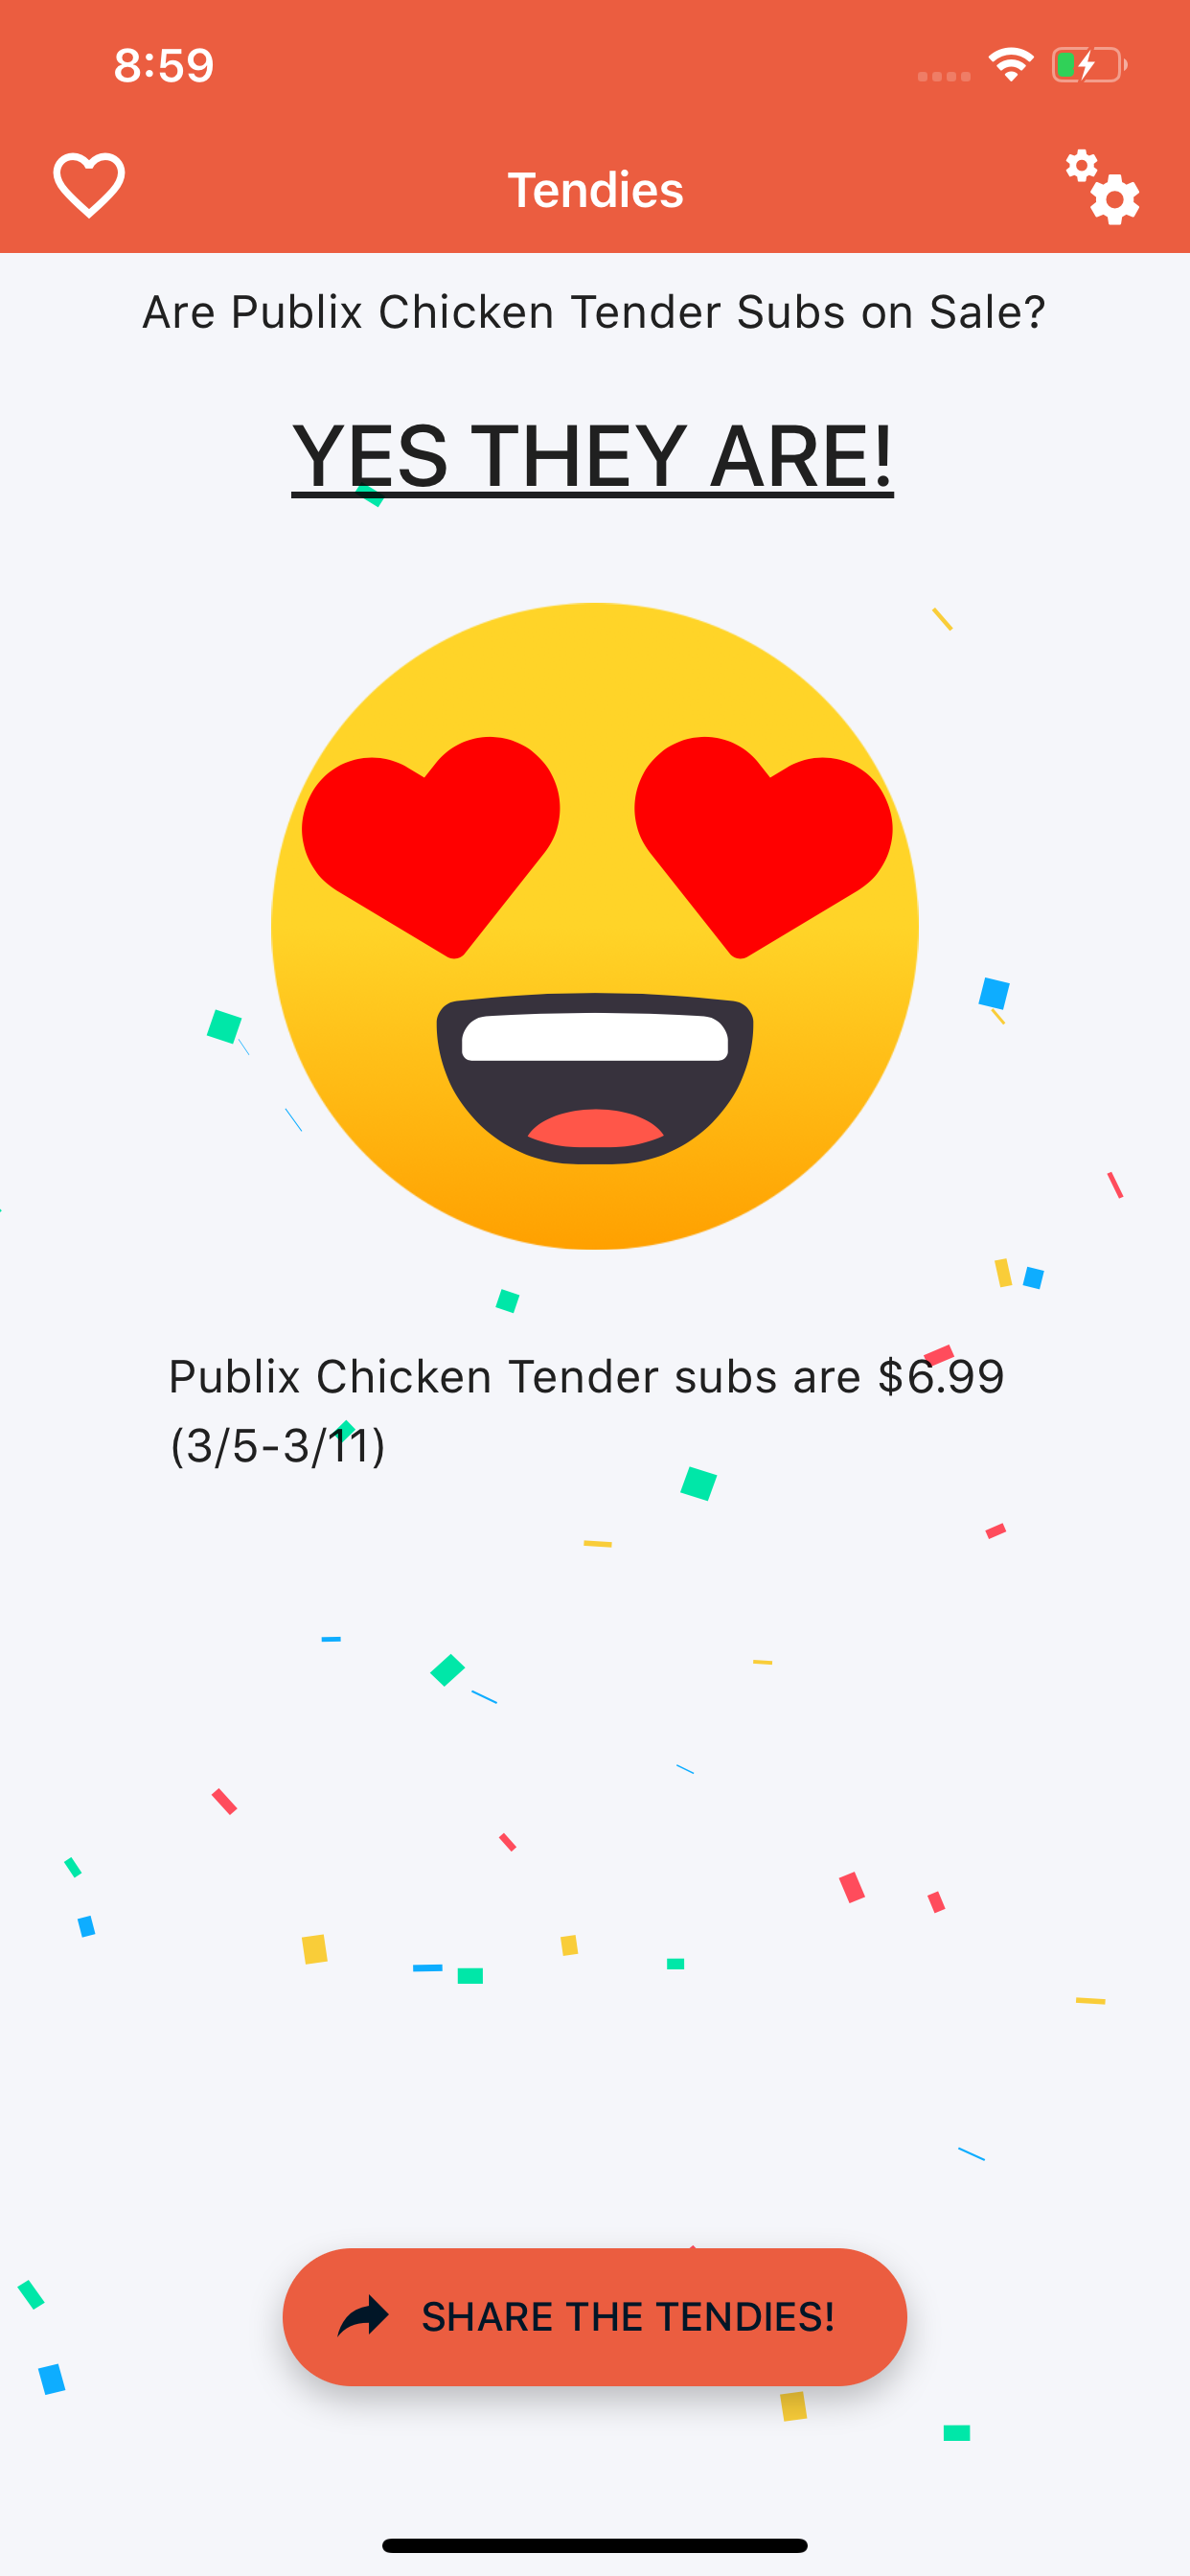 8:59
Tendies
Are Publix Chicken Tender Subs on Sale?
YES THEY ARE!
Publix Chicken Tender subs are $6.99
(3/5-3/11)
SHARE THE TENDIES!